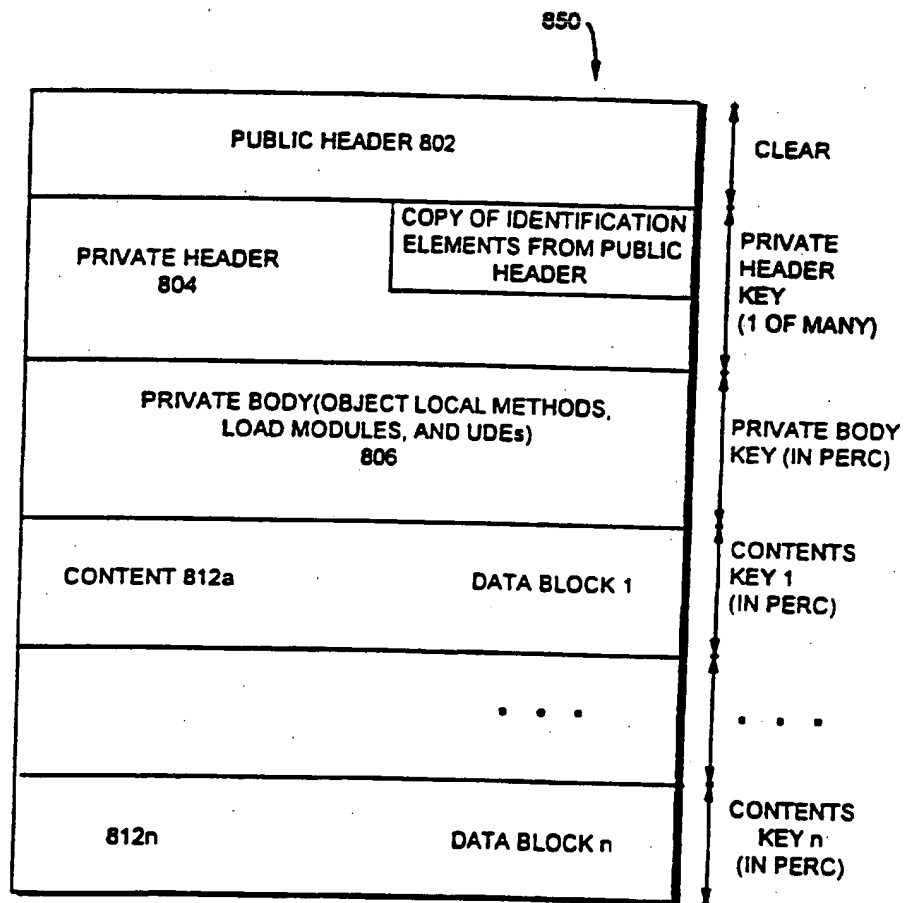 850
PUBLIC HEADER 802
CLEAR
COPY OF IDENTIFICATION
ELEMENTS FROM PUBLIC
HEADER
PRIVATE HEADER
804
PRIVATE
HEADER
KEY
(1 OF MANY)
PRIVATE BODY(OBJECT LOCAL METHODS,
LOAD MODULES, AND UDEs)
806
PRIVATE BODY
KEY (IN PERC)
CONTENT 812a
DATA BLOCK 1
CONTENTS
KEY 1
(IN PERC)
. . .
. . .
812n
DATA BLOCK n
CONTENTS
KEY n
(IN PERC)